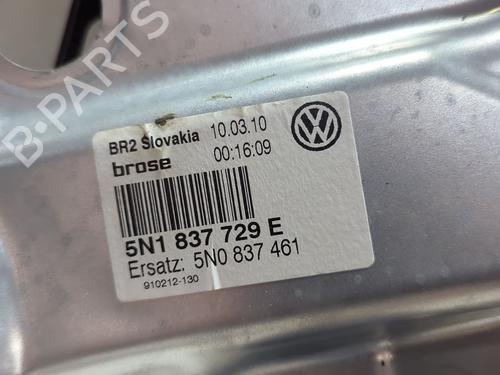 BR2 Slovakia 10.03.10
brose 00:16:09
5N1 837 729 E
Ersatz: 5N0 837 461
910212-130
B-PARTS